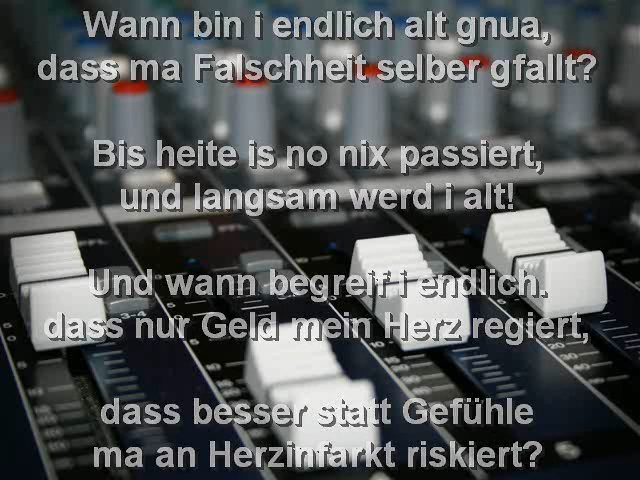 Wann bin i endlich alt gnua,
dass ma Falschheit selber gfallt?
Bis heite is no nix passiert,
und langsam werd i alt!
Und wann begreif i endlich.
dass nur Geld mein Herz regiert,
dass besser statt Gefühle
ma an Herzinfarkt riskiert?